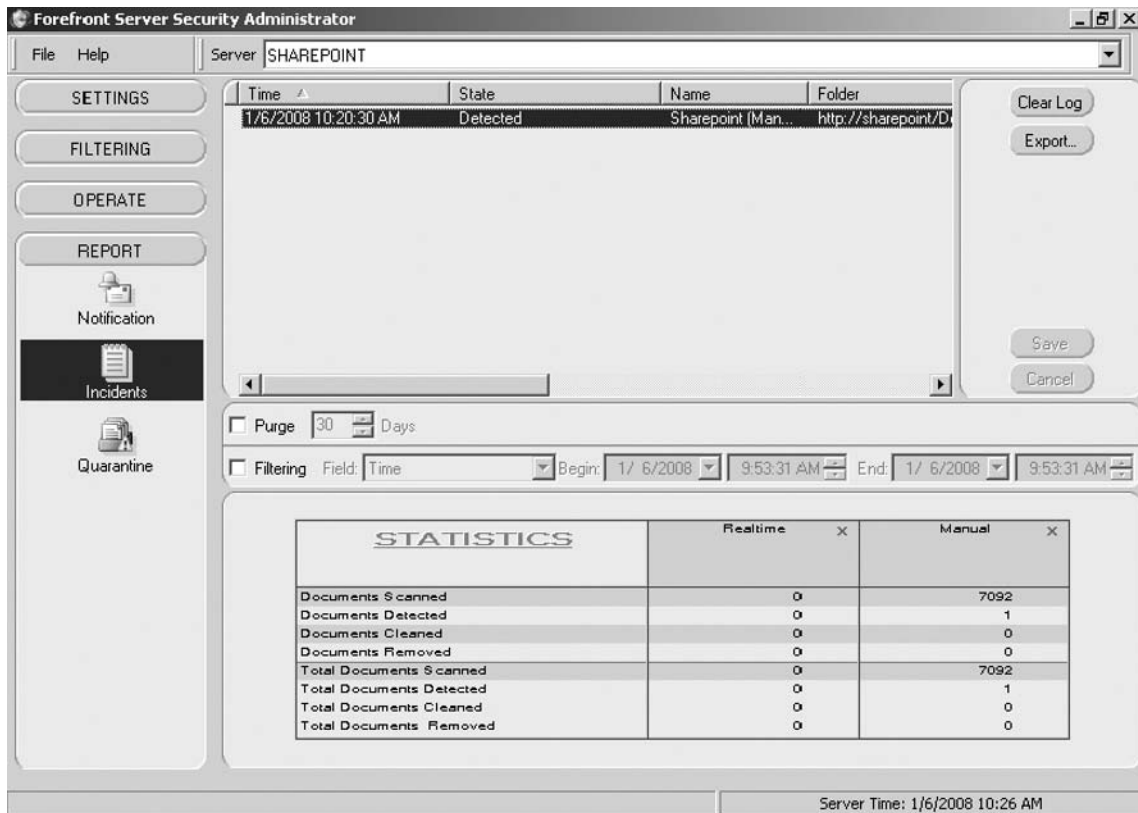 Forefront Server Security Administrator
File Help Server SHAREPOINT
SETTINGS
FILTERING
OPERATE
REPORT
Notification
Incidents
Quarantine
Time State Name Folder
1/6/2008 10:20:30 AM Detected Sharepoint (Man... http://sharepoint/D
Clear Log
Export...
Save
Cancel
Purge 30 Days
Filtering Field: Time Begin: 1/ 6/2008 9:53:31 AM End: 1/ 6/2008 9:53:31 AM
STATISTICS Realtime X Manual X
Documents Scanned 0 7092
Documents Detected 0 1
Documents Cleaned 0 0
Documents Removed 0 0
Total Documents Scanned 0 7092
Total Documents Detected 0 1
Total Documents Cleaned 0 0
Total Documents Removed 0 0
Server Time: 1/6/2008 10:26 AM